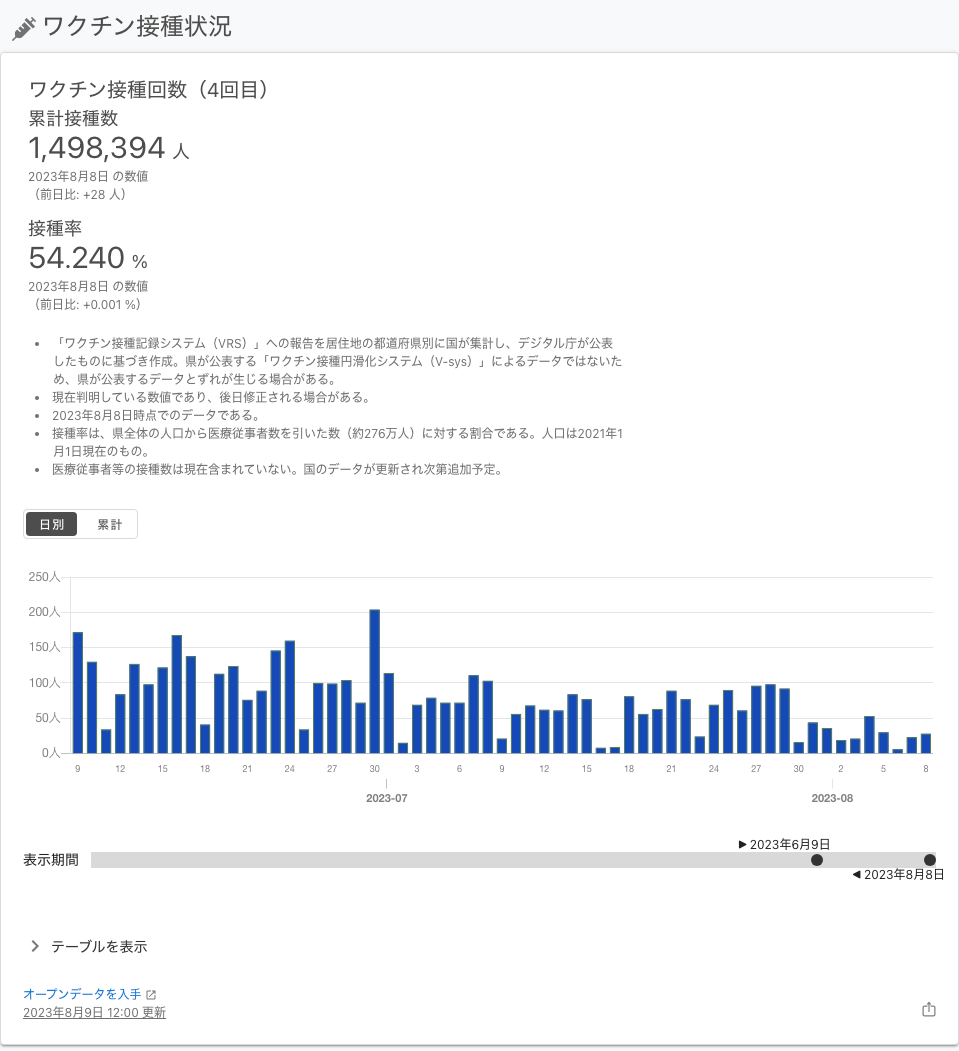 ワクチン接種状況
ワクチン接種回数（4回目）
累計接種数
1,498,394 人
2023年8月8日 の数値
（前日比: +28 人）
接種率
54.240 %
2023年8月8日 の数値
（前日比: +0.001 %）
• 「ワクチン接種記録システム（VRS）」への報告を居住地の都道府県別に国が集計し、デジタル庁が公表
したものに基づき作成。県が公表する「ワクチン接種円滑化システム（V-sys）」によるデータではないた
め、県が公表するデータとずれが生じる場合がある。
• 現在判明している数値であり、後日修正される場合がある。
• 2023年8月8日時点でのデータである。
• 接種率は、県全体の人口から医療従事者数を引いた数（約276万人）に対する割合である。人口は2021年1
月1日現在のもの。
• 医療従事者等の接種数は現在含まれていない。国のデータが更新され次第追加予定。
日別 累計
250人
200人
150人
100人
50人
0人
9 12 15 18 21 24 27 30 3 6 9 12 15 18 21 24 27 30 2 5 8
2023-07 2023-08
▶ 2023年6月9日
表示期間
◀ 2023年8月8日
テーブルを表示
オープンデータを入手
2023年8月9日 12:00 更新